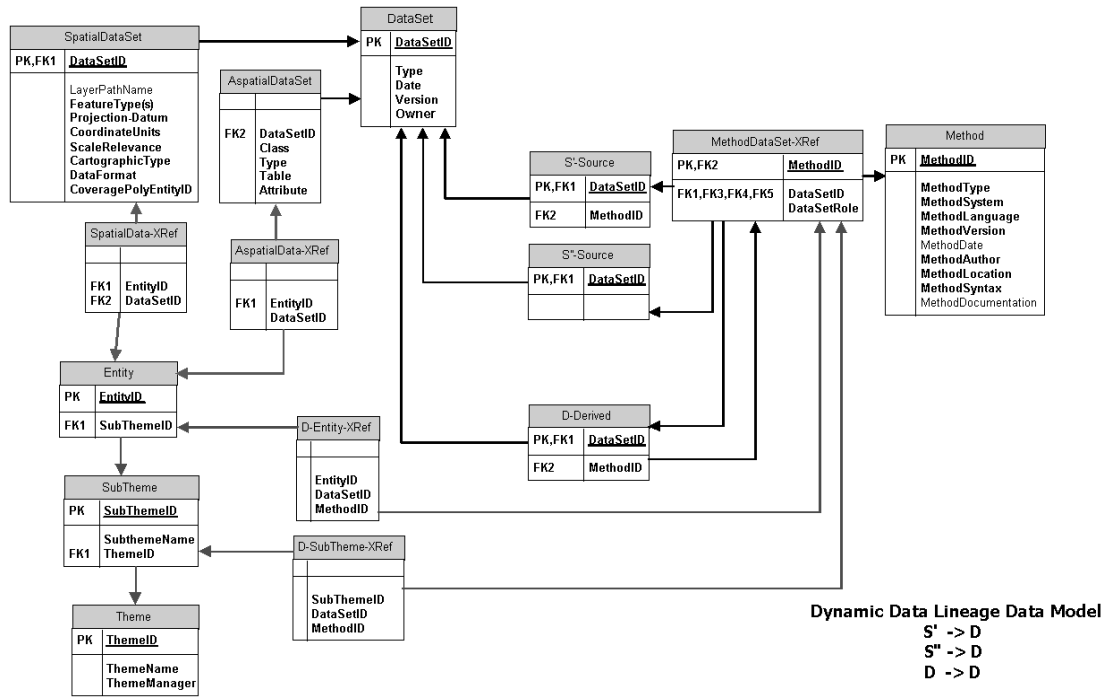 DataSet
PK DataSetID
Type
Date
Version
Owner
SpatialDataSet
PK,FK1 DataSetID
LayerPathName
FeatureType(s)
Projection-Datum
CoordinateUnits
ScaleRelevance
CartographicType
DataFormat
CoveragePolyEntityID
AspatialDataSet
FK2 DataSetID
Class
Type
Table
Attribute
S'-Source
PK,FK1 DataSetID
FK2 MethodID
MethodDataSet-XRef
PK,FK2 MethodID
FK1,FK3,FK4,FK5 DataSetID
DataSetRole
Method
PK MethodID
MethodType
MethodSystem
MethodLanguage
MethodVersion
MethodDate
MethodAuthor
MethodLocation
MethodSyntax
MethodDocumentation
SpatialData-XRef
FK1 EntityID
FK2 DataSetID
AspatialData-XRef
FK1 EntityID
DataSetID
S"-Source
PK,FK1 DataSetID
Entity
PK EntityID
FK1 SubThemeID
D-Entity-XRef
EntityID
DataSetID
MethodID
D-Derived
PK,FK1 DataSetID
FK2 MethodID
SubTheme
PK SubThemeID
SubthemeName
FK1 ThemeID
D-SubTheme-XRef
SubThemeID
DataSetID
MethodID
Theme
PK ThemeID
ThemeName
ThemeManager
Dynamic Data Lineage Data Model
S' -> D
S" -> D
D -> D